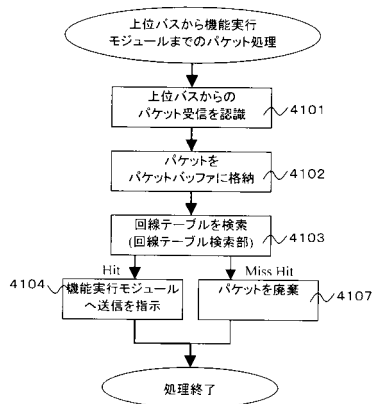 上位バスから機能実行
モジュールまでのパケット処理
上位バスからの
パケット受信を認識
4101
パケットを
パケットバッファに格納
4102
回線テーブルを検索
(回線テーブル検索部)
4103
Hit
Miss Hit
4104
機能実行モジュール
へ送信を指示
パケットを廃棄
4107
処理終了